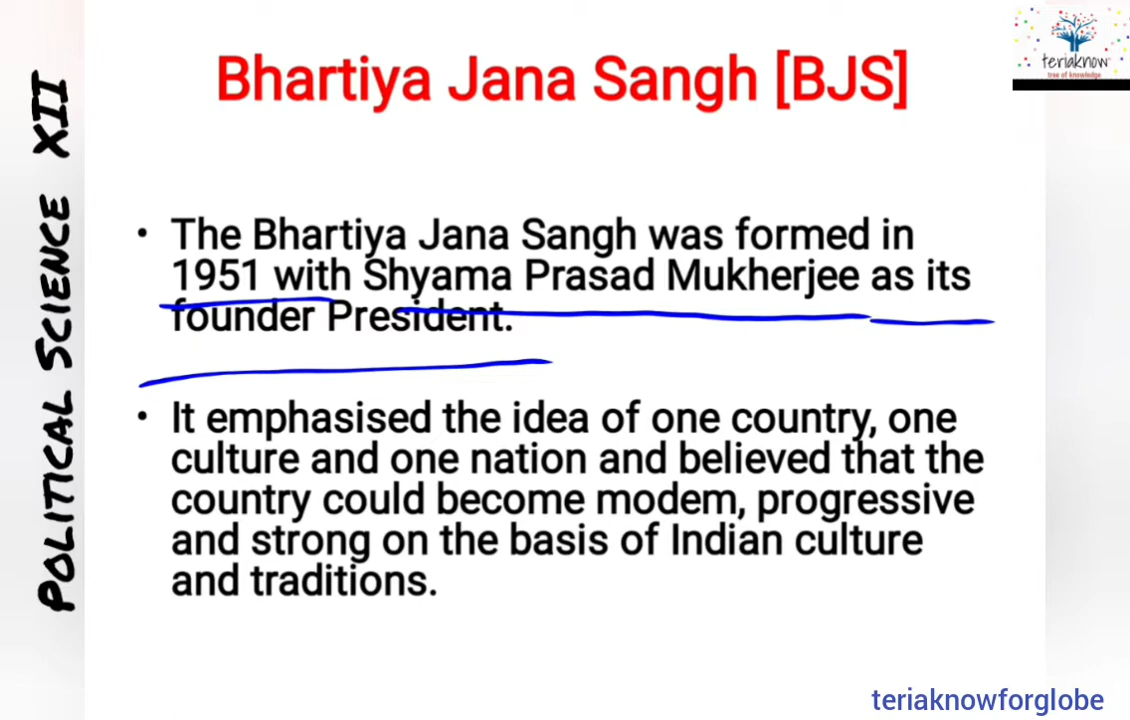 POLITICAL SCIENCE XII
teriaknow
tree of knowledge
Bhartiya Jana Sangh [BJS]
• The Bhartiya Jana Sangh was formed in
1951 with Shyama Prasad Mukherjee as its
founder President.
• It emphasised the idea of one country, one
culture and one nation and believed that the
country could become modem, progressive
and strong on the basis of Indian culture
and traditions.
teriaknowforglobe